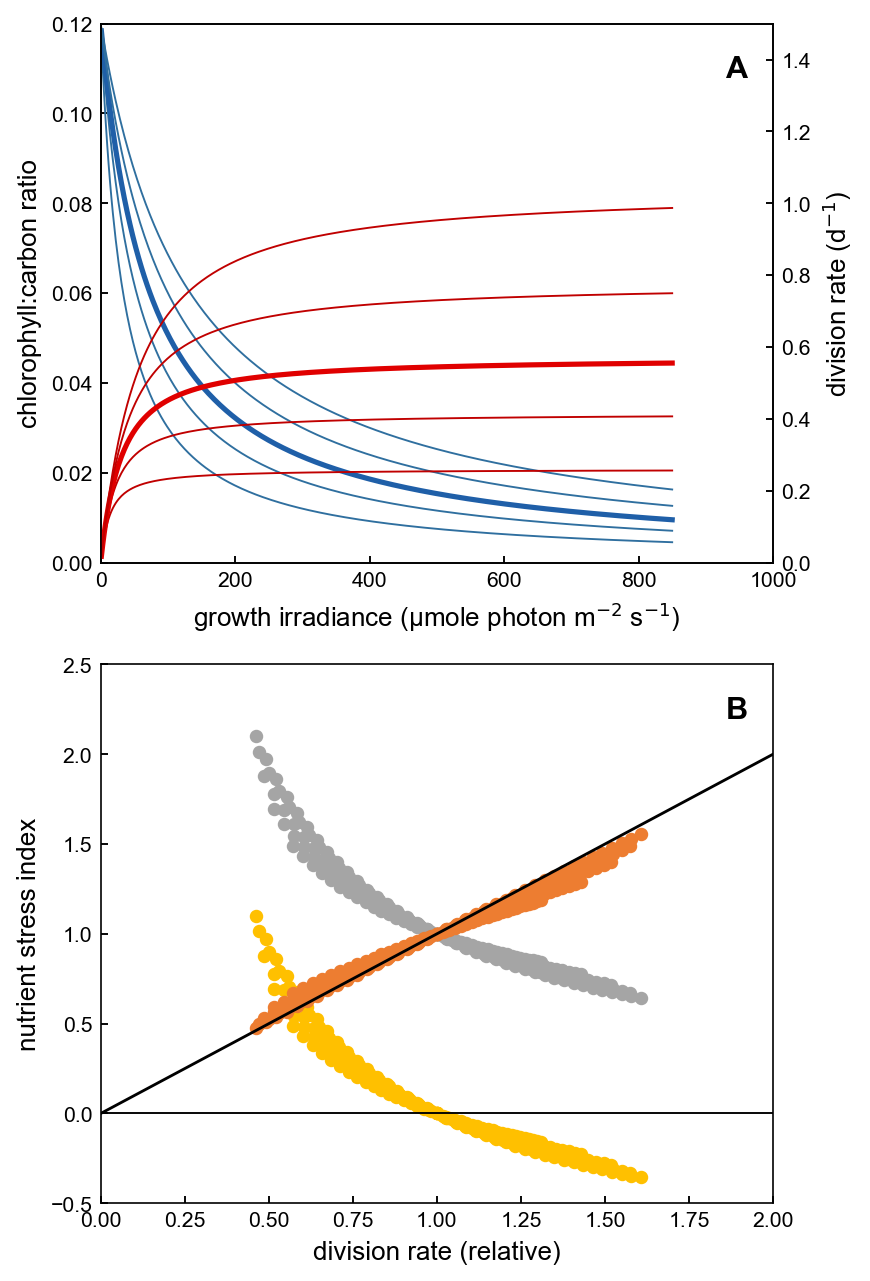 A
0.12
0.10
0.08
0.06
0.04
0.02
0.00
chlorophyll:carbon ratio
1.4
1.2
1.0
0.8
0.6
0.4
0.2
0.0
division rate (d⁻¹)
0 200 400 600 800 1000
growth irradiance (μmole photon m⁻² s⁻¹)
B
2.5
2.0
1.5
1.0
0.5
0.0
−0.5
nutrient stress index
0.00 0.25 0.50 0.75 1.00 1.25 1.50 1.75 2.00
division rate (relative)